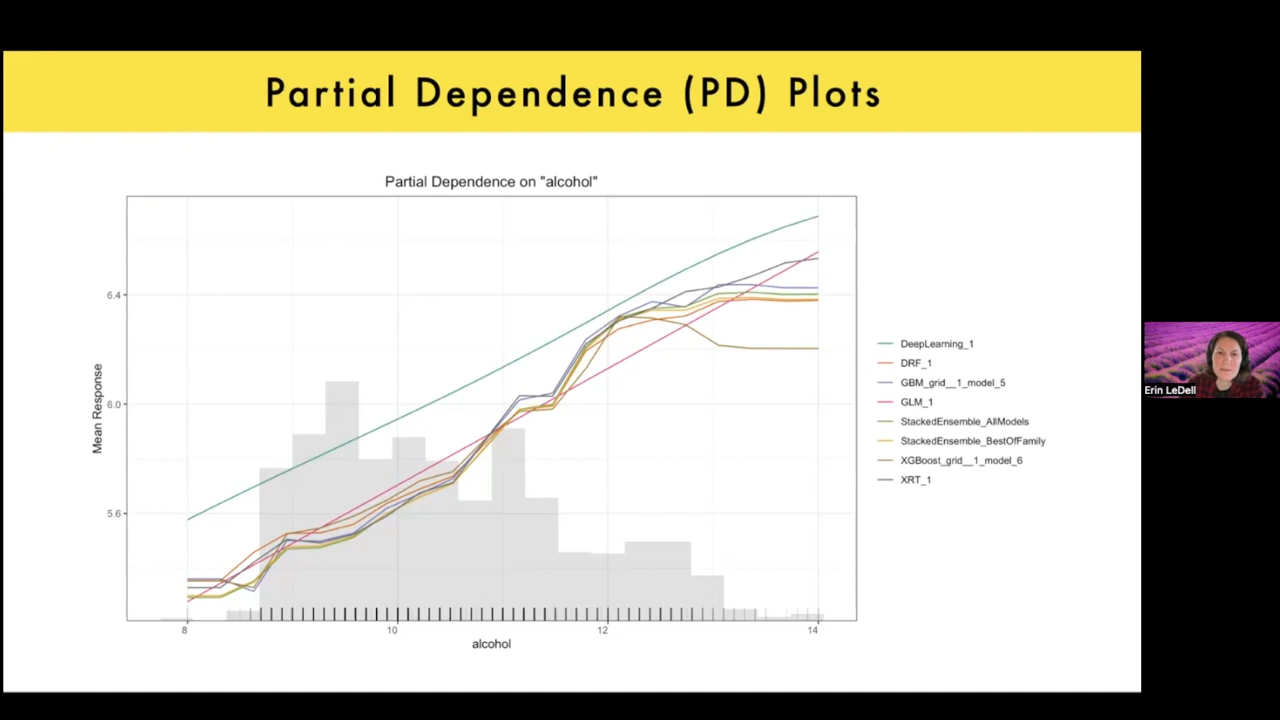 Partial Dependence (PD) Plots
Partial Dependence on "alcohol"
6.4
6.0
5.6
Mean Response
8
10
12
14
alcohol
DeepLearning_1
DRF_1
GBM_grid__1_model_5
GLM_1
StackedEnsemble_AllModels
StackedEnsemble_BestOfFamily
XGBoost_grid__1_model_6
XRT_1
Erin LeDell